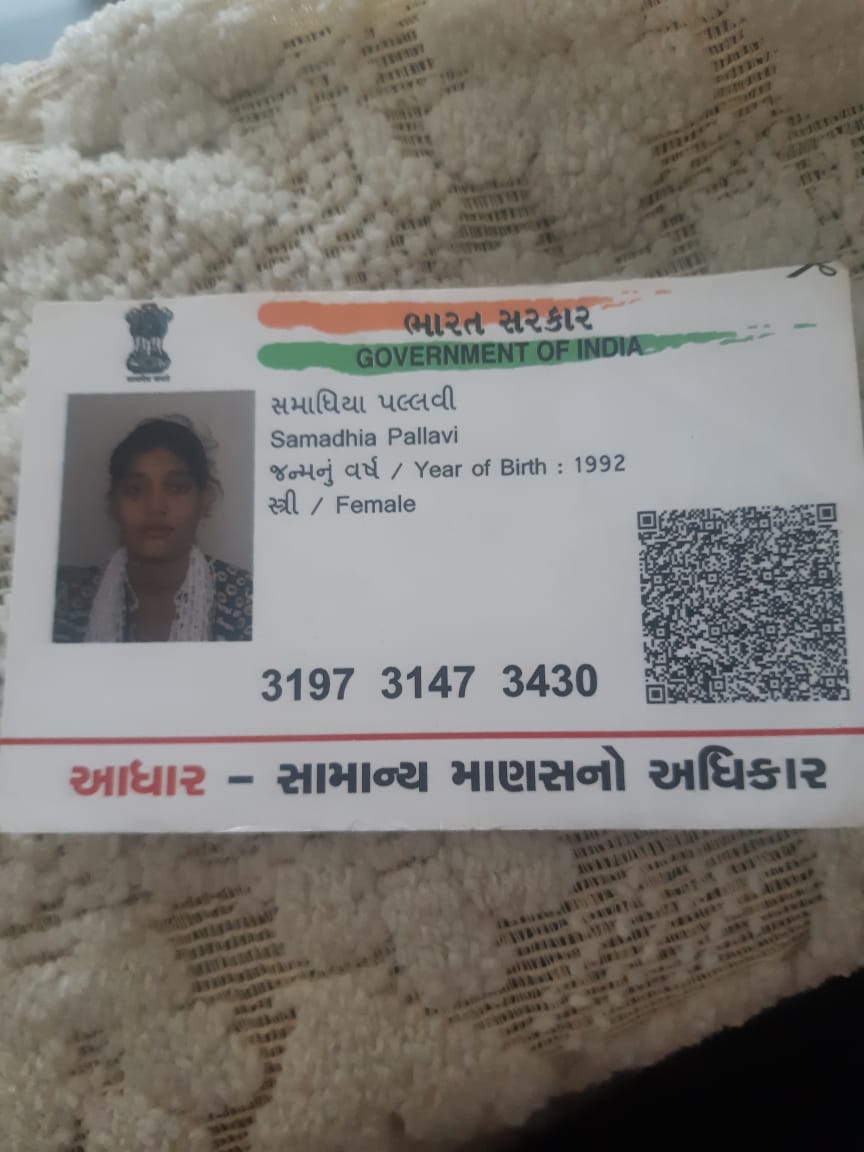 ભારત સરકાર
GOVERNMENT OF INDIA
સમાધિયા પલ્લવી
Samadhia Pallavi
જન્મનું વર્ષ / Year of Birth : 1992
સ્ત્રી / Female
3197 3147 3430
આધાર – સામાન્ય માણસનો અધિકાર